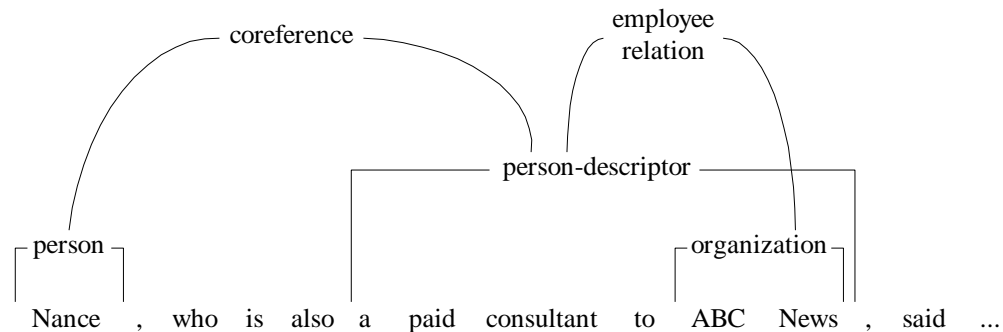 employee
coreference
relation
person-descriptor
person organization
Nance , who is also a paid consultant to ABC News , said ...